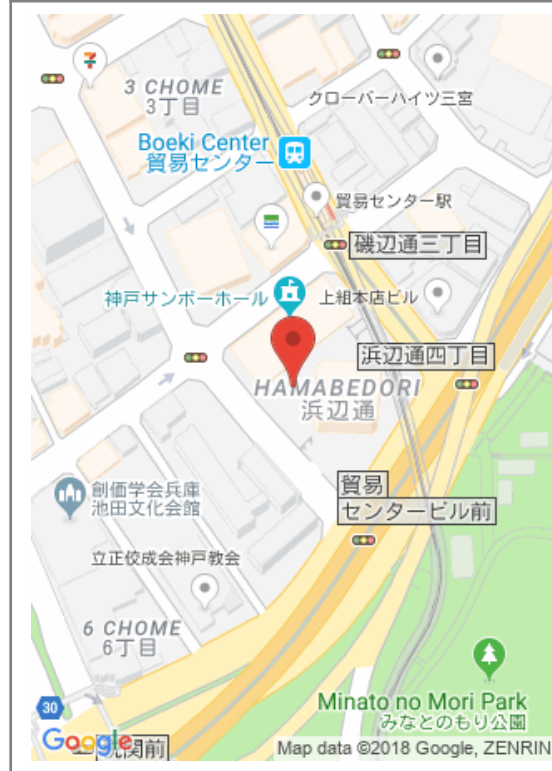 3 CHOME
3丁目
クローバーハイツ三宮
Boeki Center
貿易センター
貿易センター駅
磯辺通三丁目
神戸サンボーホール
上組本店ビル
浜辺通四丁目
HAMABEDORI
浜辺通
貿易
センタービル前
創価学会兵庫
池田文化会館
立正佼成会神戸教会
6 CHOME
6丁目
30
Minato no Mori Park
みなとのもり公園
Google
関前
Map data ©2018 Google, ZENRIN